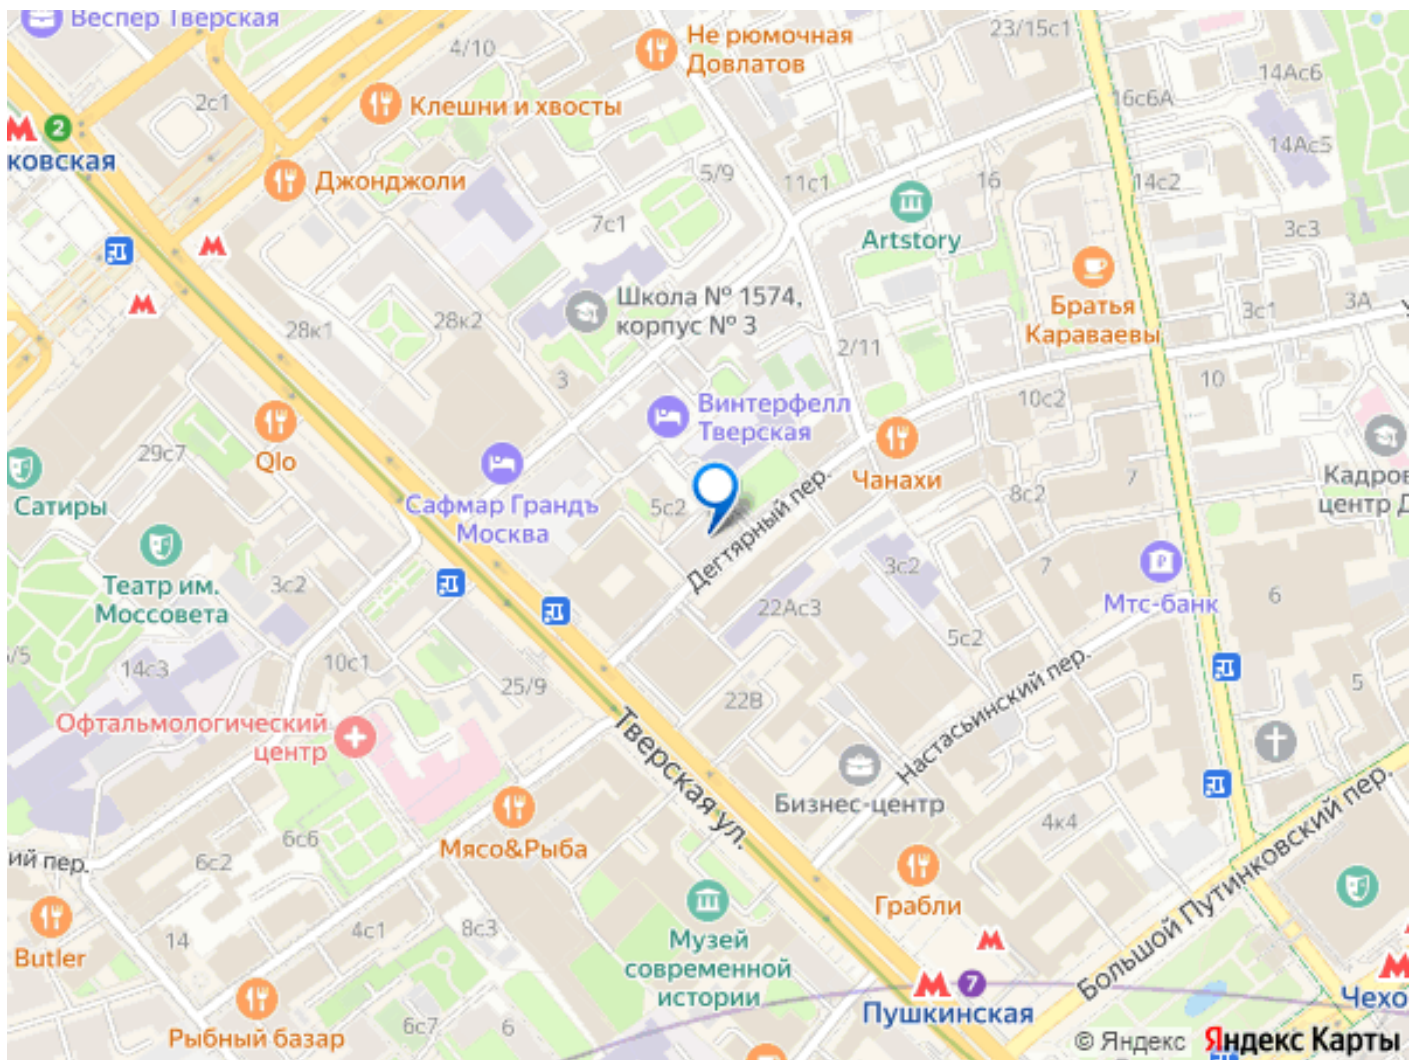 Веспер Тверская
Не рюмочная
Довлатов
4/10
23/15с1
14Ас6
2с1
Клешни и хвосты
16с6А
2
ковская
14Ас5
Джонджоли
5/9
11с1
16
14с2
7с1
Artstory
3с3
Школа № 1574,
корпус № 3
Братья
Караваевы
3А
3с1
28к1
28к2
2/11
3
10
10с2
Винтерфелл
Тверская
29с7
Qlo
Чанахи
7
Кадров
центр Д
Сатиры
Сафмар Грандъ
Москва
5с2
8с2
Дегтярный пер.
Театр им.
Моссовета
3с2
3с2
7
Мтс-банк
6
22Ас3
5с2
/5
14с3
10с1
25/9
22В
5
Офтальмологический
центр
Тверская ул.
Настасьинский пер.
Бизнес-центр
4к4
ий пер.
6с2
6с6
Мясо&Рыба
Грабли
Большой Путинковский пер.
Butler
14
4с1
8с3
Музей
современной
истории
7
Пушкинская
Чехо
Рыбный базар
6с7
6
© Яндекс
Яндекс Карты